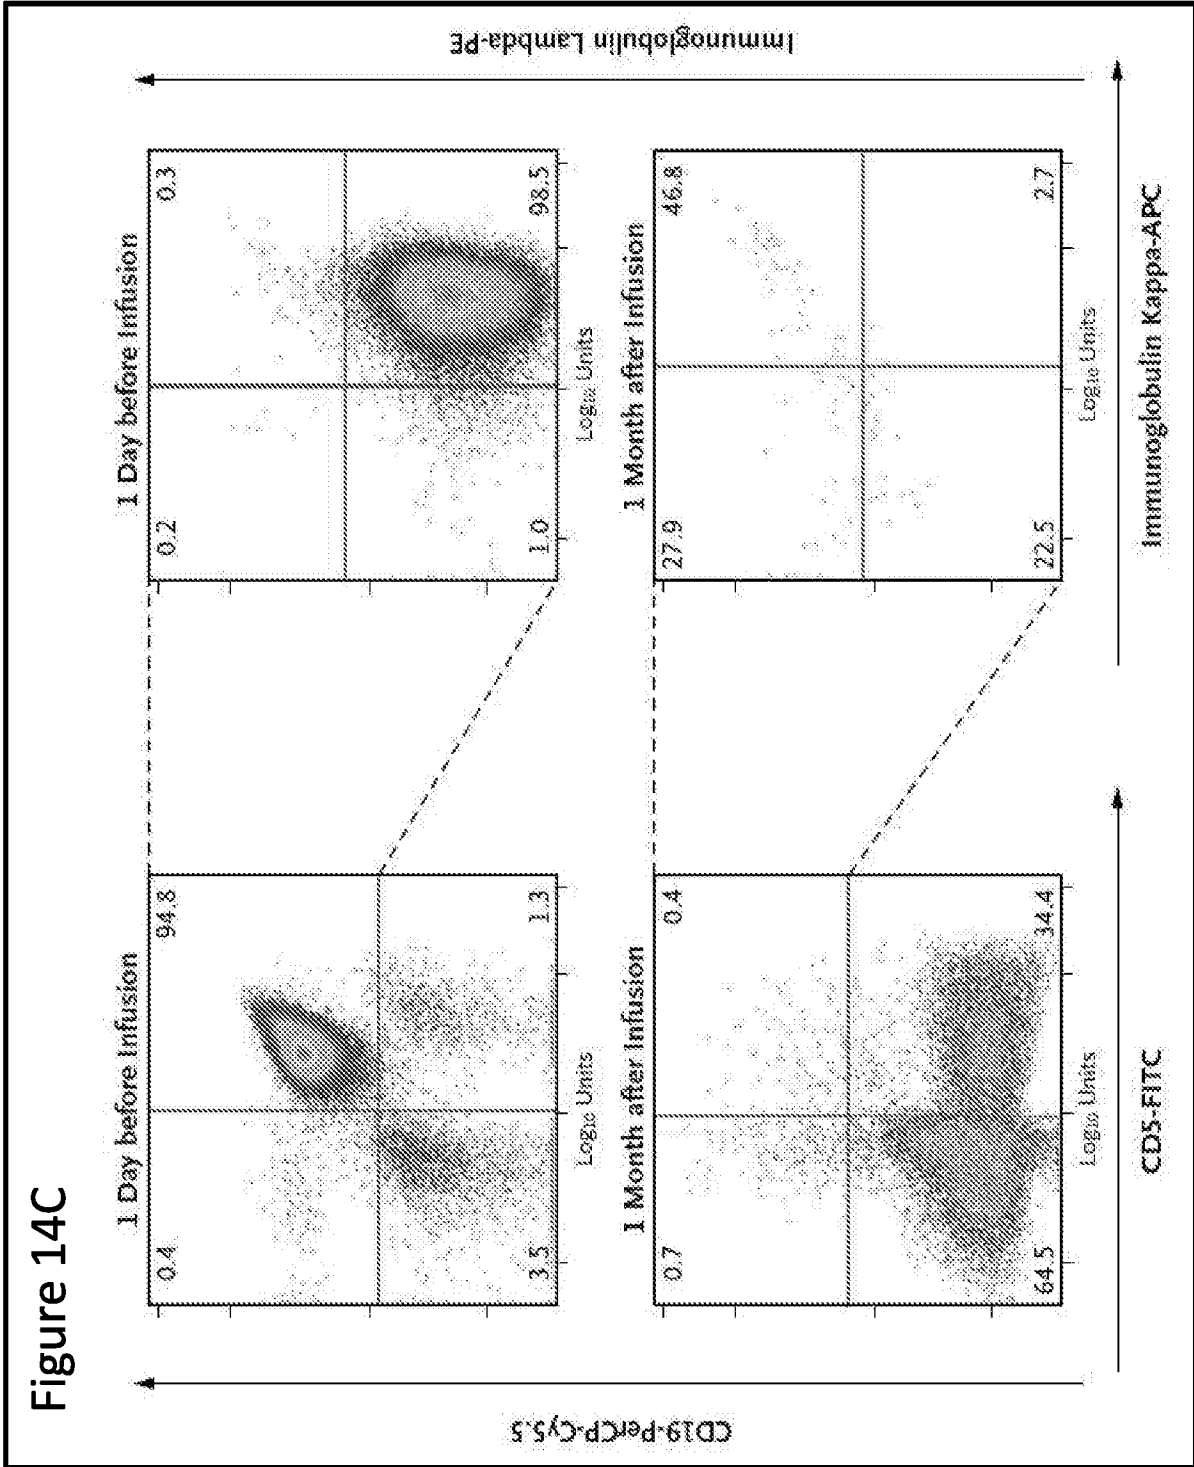 Figure 14C
CD19-PerCP-Cy5.5
1 Day before Infusion
0.4
94.8
3.5
1.3
Log10 Units
1 Day before Infusion
0.2
0.3
1.0
98.5
Log10 Units
1 Month after Infusion
0.7
0.4
64.5
34.4
Log10 Units
1 Month after Infusion
27.9
46.8
22.5
2.7
Log10 Units
CD5-FITC
Immunoglobulin Kappa-APC
Immunoglobulin Lambda-PE